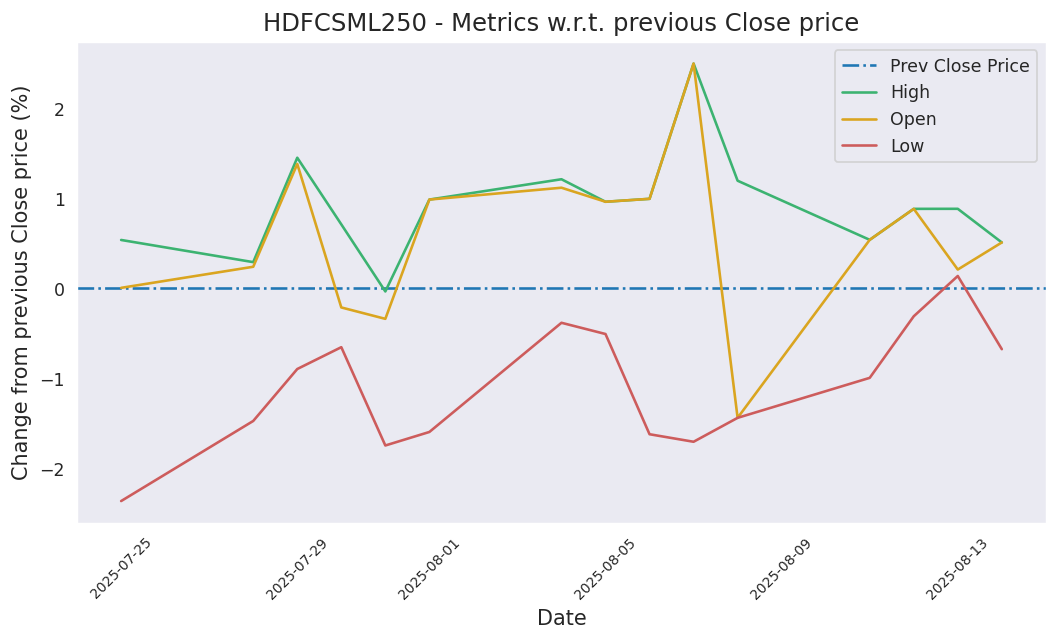 HDFCSML250 - Metrics w.r.t. previous Close price
Change from previous Close price (%)
Prev Close Price
High
Open
Low
2
1
0
−1
−2
2025-07-25
2025-07-29
2025-08-01
2025-08-05
2025-08-09
2025-08-13
Date